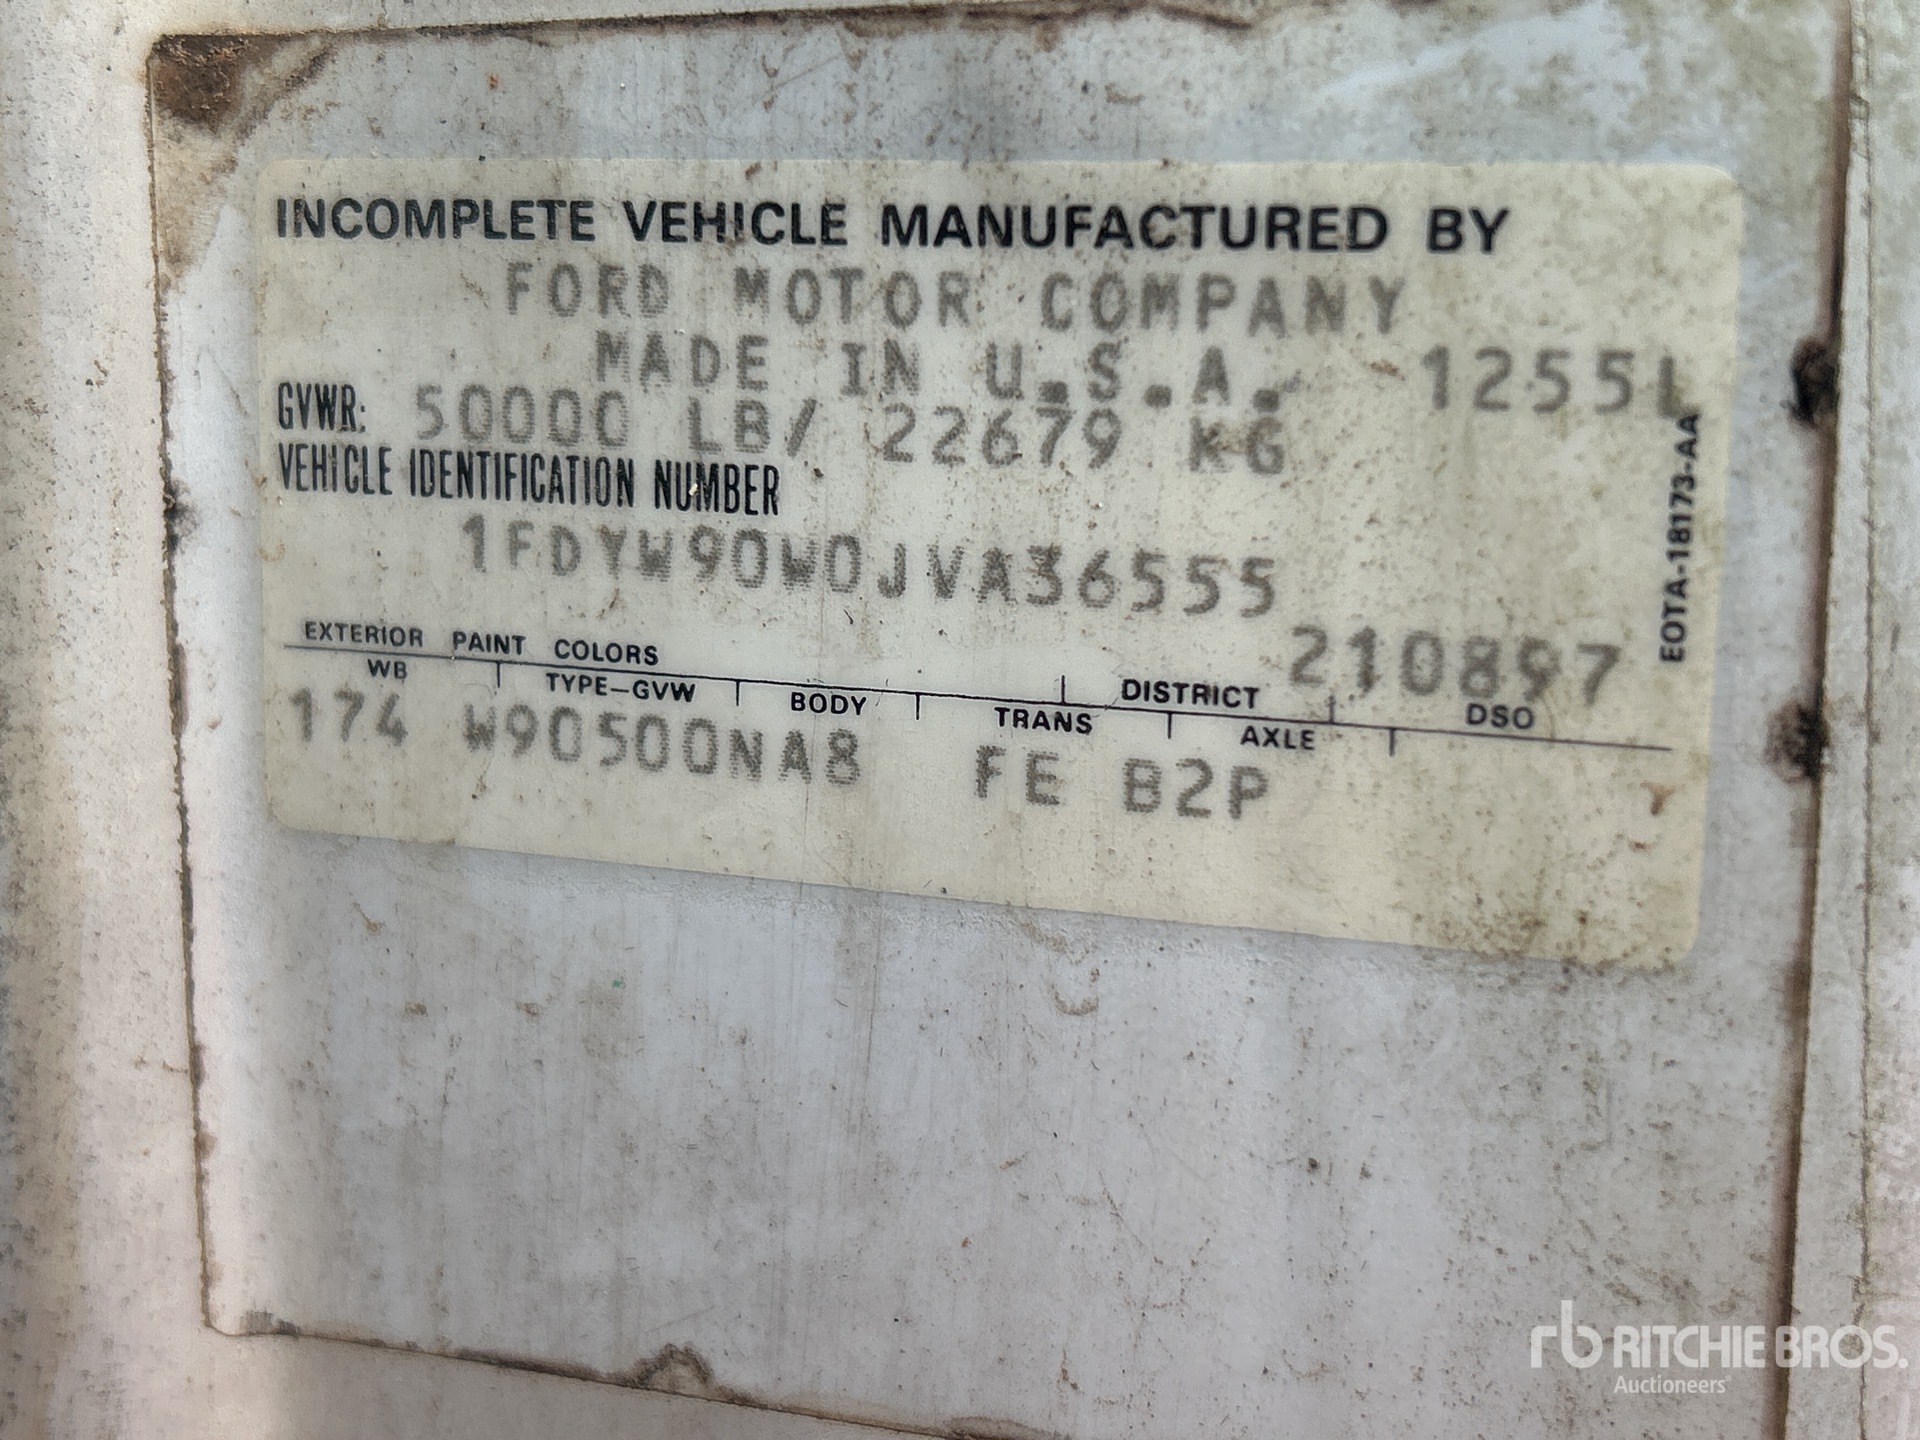 INCOMPLETE VEHICLE MANUFACTURED BY
FORD MOTOR COMPANY
MADE IN U.S.A. 1255L
GVWR: 50000 LB/ 22679 KG
VEHICLE IDENTIFICATION NUMBER
1FDYW90W0JVA36555
EOTA-18173-AA
EXTERIOR PAINT COLORS 210897
WB TYPE-GVW BODY TRANS DISTRICT AXLE DSO
174 W90500NA8 FE B2P
rb RITCHIE BROS.
Auctioneers